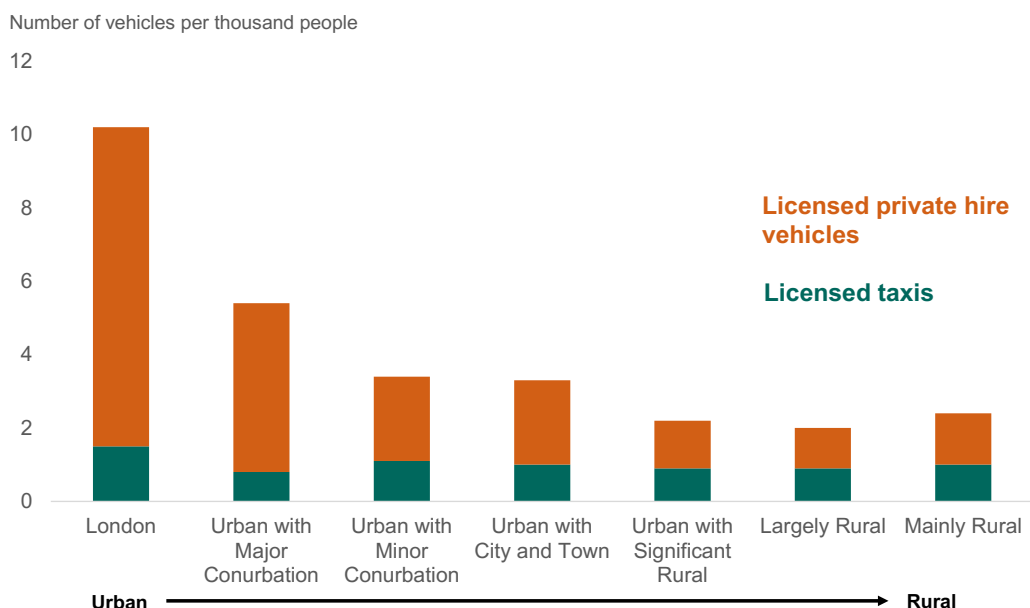 Number of vehicles per thousand people
12
10
8
6
4
2
0
Licensed private hire
vehicles
Licensed taxis
London
Urban with
Major
Conurbation
Urban with
Minor
Conurbation
Urban with
City and Town
Urban with
Significant
Rural
Largely Rural
Mainly Rural
Urban
Rural